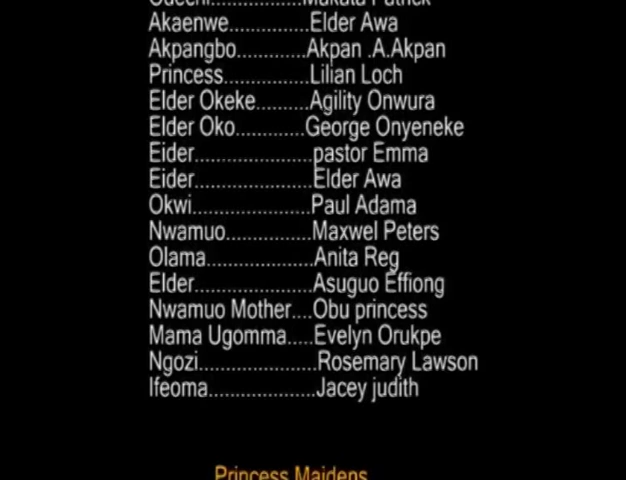 Makata Patrick
Akaenwe..............Elder Awa
Akpangbo............Akpan .A.Akpan
Princess...............Lilian Loch
Elder Okeke.........Agility Onwura
Elder Oko............George Onyeneke
Eider.....................pastor Emma
Eider.....................Elder Awa
Okwi.....................Paul Adama
Nwamuo...............Maxwel Peters
Olama...................Anita Reg
Elder.....................Asuguo Effiong
Nwamuo Mother....Obu princess
Mama Ugomma.....Evelyn Orukpe
Ngozi.....................Rosemary Lawson
Ifeoma...................Jacey judith
Princess Maidens